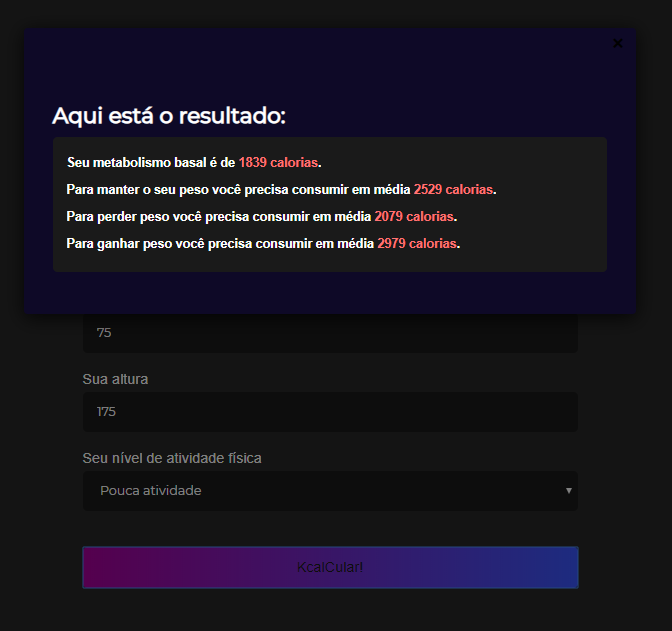 ×
Aqui está o resultado:
Seu metabolismo basal é de 1839 calorias.
Para manter o seu peso você precisa consumir em média 2529 calorias.
Para perder peso você precisa consumir em média 2079 calorias.
Para ganhar peso você precisa consumir em média 2979 calorias.
75
Sua altura
175
Seu nível de atividade física
Pouca atividade
KcalCular!